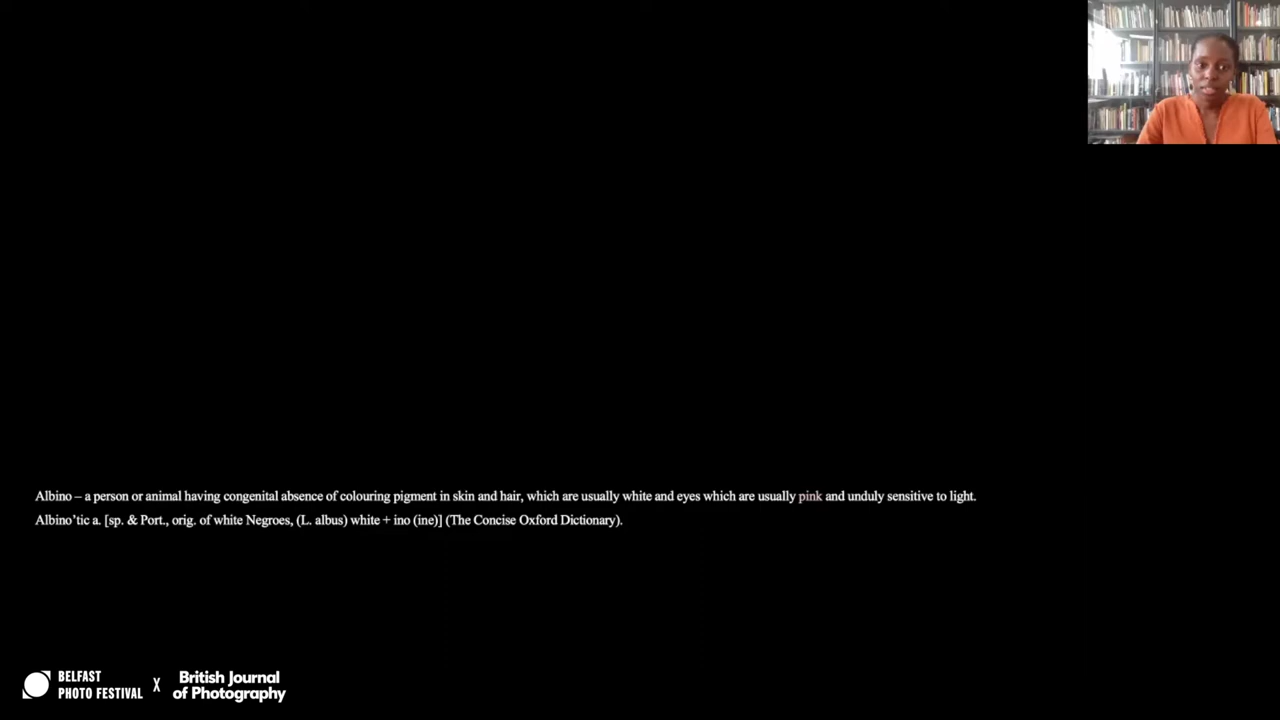 Albino – a person or animal having congenital absence of colouring pigment in skin and hair, which are usually white and eyes which are usually pink and unduly sensitive to light.
Albino’tic a. [sp. & Port., orig. of white Negroes, (L. albus) white + ino (ine)] (The Concise Oxford Dictionary).
BELFAST
PHOTO FESTIVAL
X
British Journal
of Photography